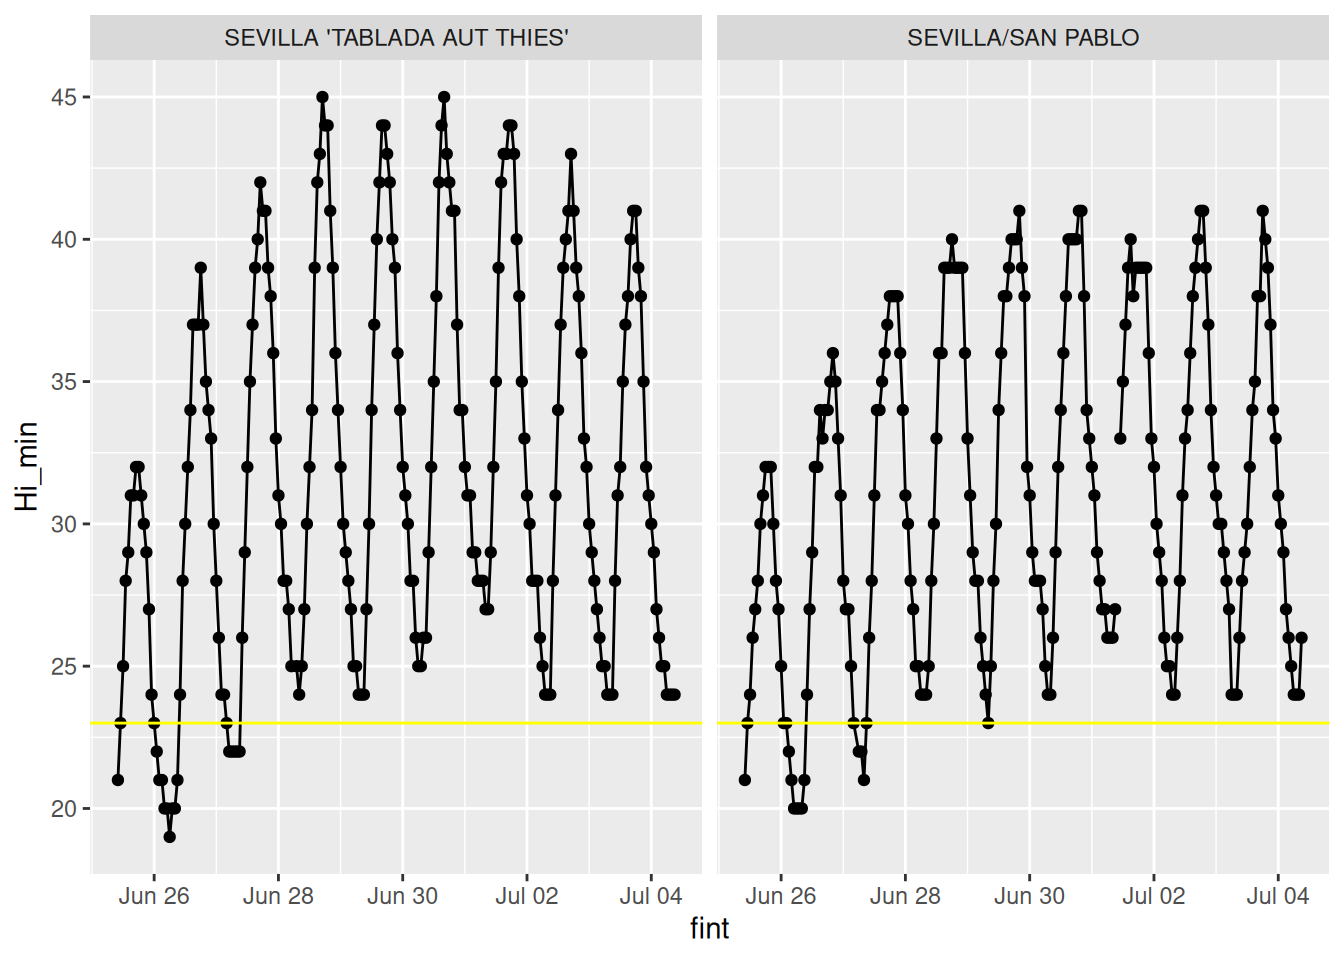 SEVILLA 'TABLADA AUT THIES'
SEVILLA/SAN PABLO
45
40
35
30
25
20
Hi_min
Jun 26 Jun 28 Jun 30 Jul 02 Jul 04
Jun 26 Jun 28 Jun 30 Jul 02 Jul 04
fint